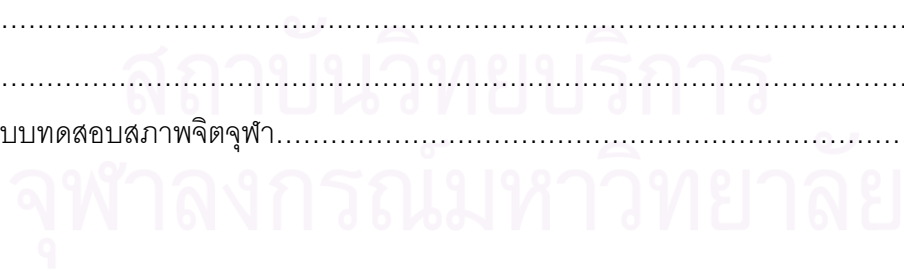 ………………………………………………………………………………
สถาบันวิทยบริการ
………………………………………………………………………………
บบทดสอบสภาพจิตจุฬา……………………………………………………………
จุฬาลงกรณ์มหาวิทยาลัย